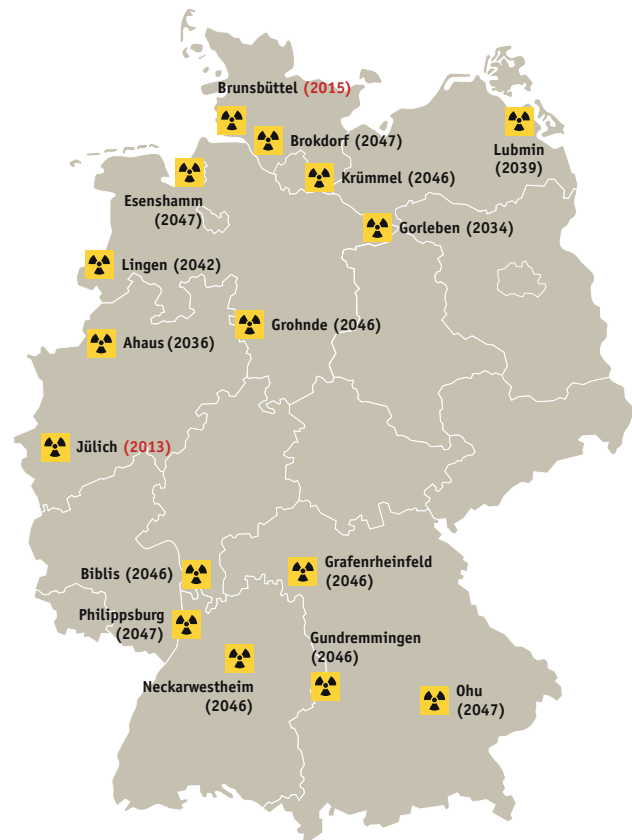 Brunsbüttel (2015)
Brokdorf (2047)
Lubmin
(2039)
Krümmel (2046)
Esenshamm
(2047)
Gorleben (2034)
Lingen (2042)
Grohnde (2046)
Ahaus (2036)
Jülich (2013)
Biblis (2046)
Grafenrheinfeld
(2046)
Philippsburg
(2047)
Gundremmingen
(2046)
Neckarwestheim
(2046)
Ohu
(2047)